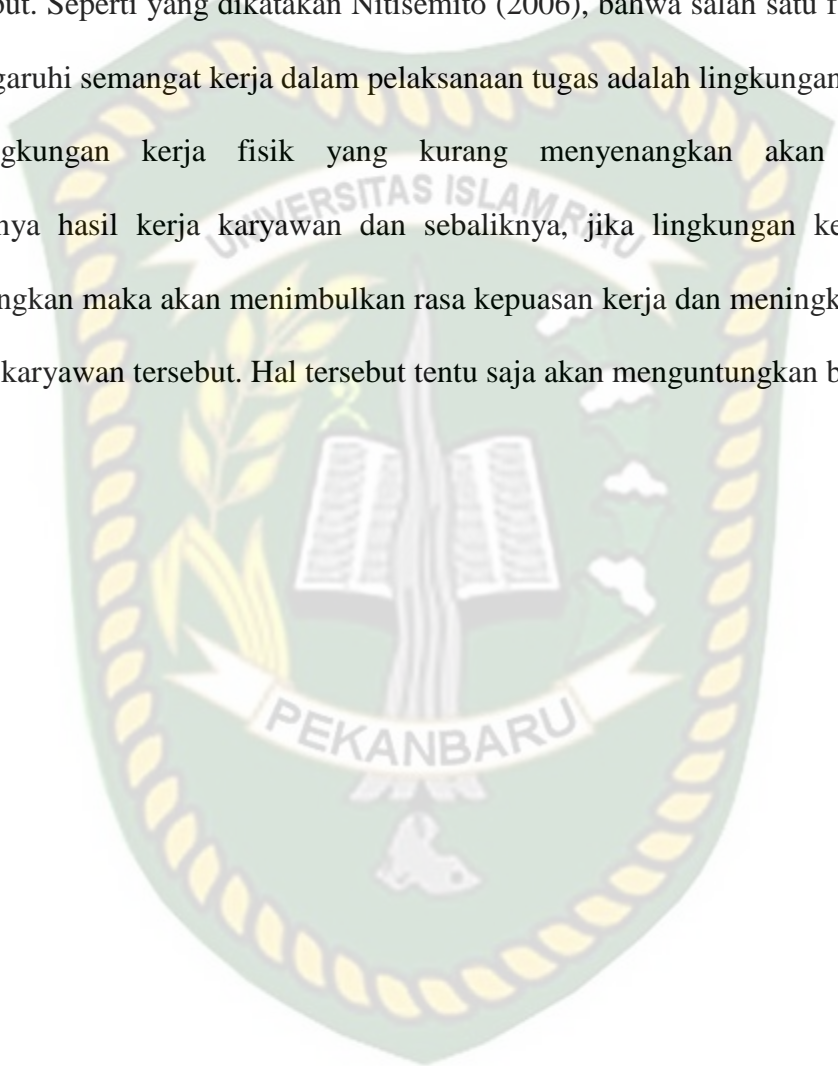 but. Seperti yang dikatakan Nitisemito (2006), bahwa salah satu f
garuhi semangat kerja dalam pelaksanaan tugas adalah lingkungan
gkungan kerja fisik yang kurang menyenangkan akan
nya hasil kerja karyawan dan sebaliknya, jika lingkungan ke
ngkan maka akan menimbulkan rasa kepuasan kerja dan meningk
karyawan tersebut. Hal tersebut tentu saja akan menguntungkan b
UNIVERSITAS ISLAM RIAU
PEKANBARU